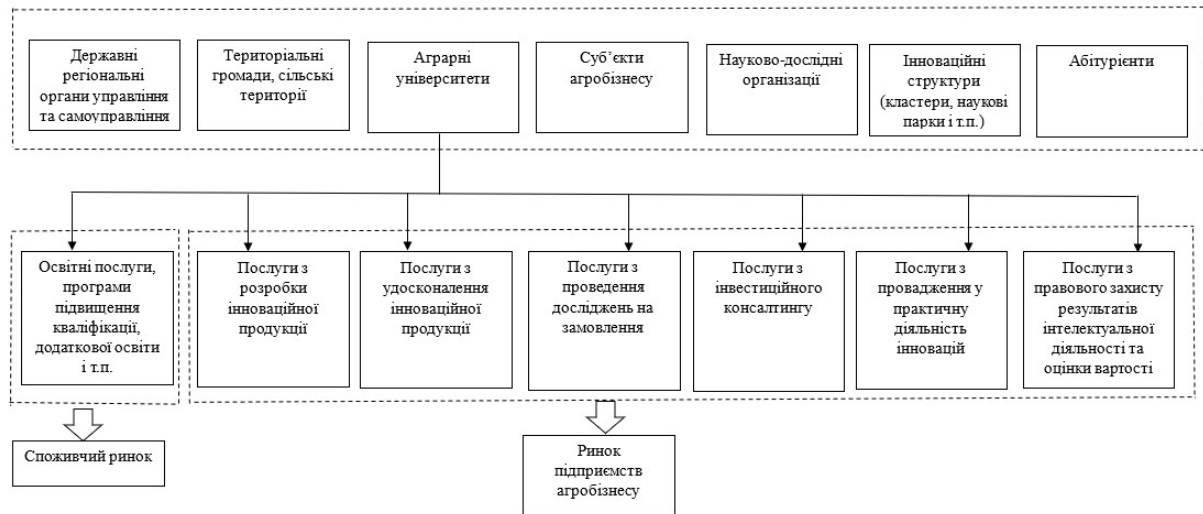 Державні
регіональні
органи управління
та самоуправління
Територіальні
громади, сільські
території
Аграрні
університети
Суб’єкти
агробізнесу
Науково-дослідні
організації
Інноваційні
структури
(кластери, наукові
парки і т.п.)
Абітурієнти
Освітні послуги,
програми
підвищення
кваліфікації,
додаткової освіти
і т.п.
Послуги з
розробки
інноваційної
продукції
Послуги з
удосконалення
інноваційної
продукції
Послуги з
проведення
досліджень на
замовлення
Послуги з
інвестиційного
консалтингу
Послуги з
провадження у
практичну
діяльність
інновацій
Послуги з
правового захисту
результатів
інтелектуальної
діяльності та
оцінки вартості
Споживчий ринок
Ринок
підприємств
агробізнесу